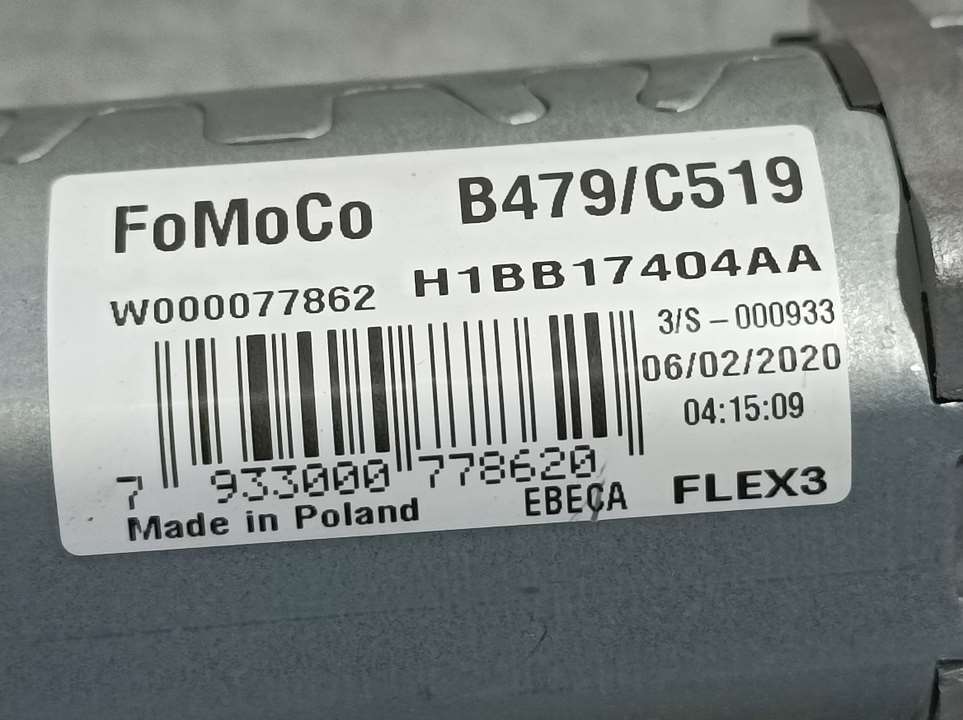 FoMoCo B479/C519
W000077862 H1BB17404AA
3/S-000933
06/02/2020
04:15:09
7 933000 778620
Made in Poland EBECA FLEX3